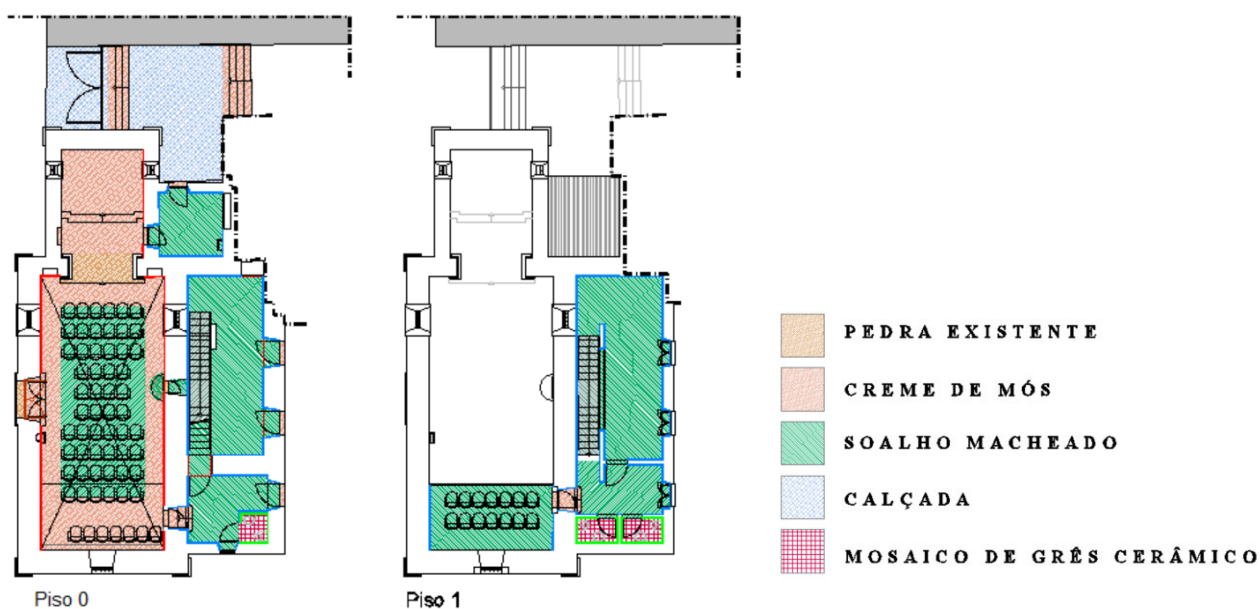 PEDRA EXISTENTE
CREME DE MÓS
SOALHO MACHEADO
CALÇADA
MOSAICO DE GRÊS CERÂMICO
Piso 0
Piso 1